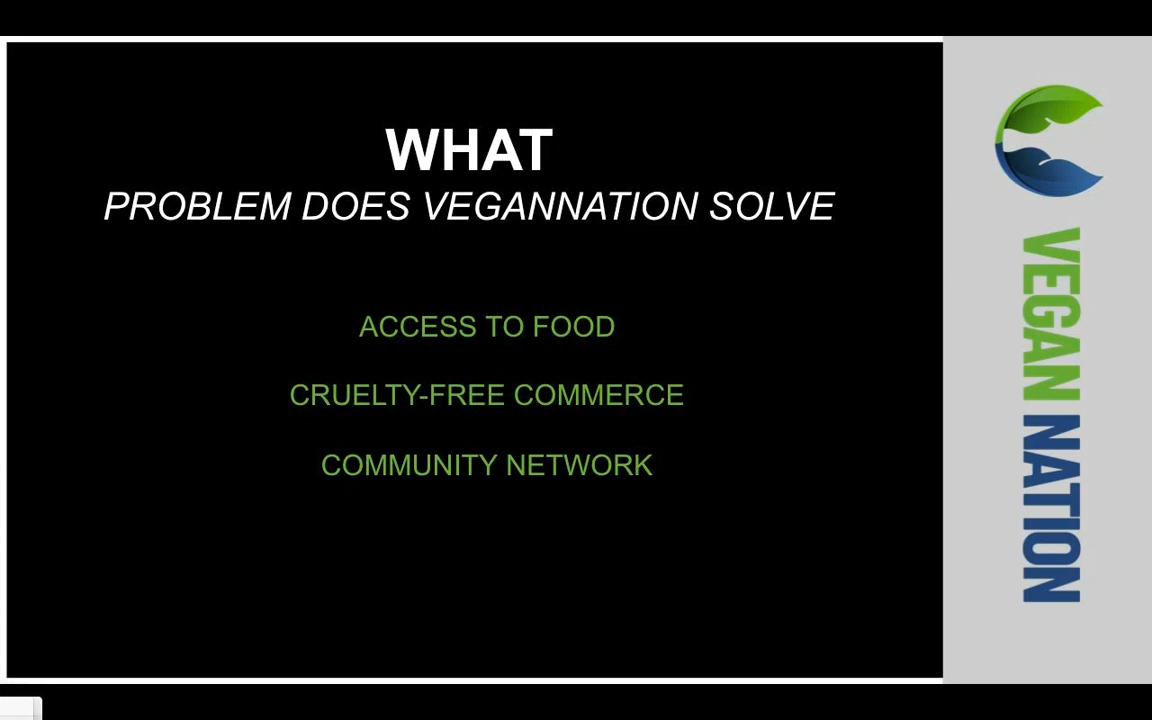 WHAT
PROBLEM DOES VEGANNATION SOLVE
ACCESS TO FOOD
CRUELTY-FREE COMMERCE
COMMUNITY NETWORK
VEGAN NATION